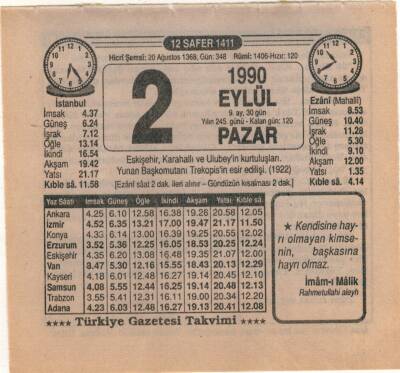 12 SAFER 1411
Hicrî Şemsî: 20 Ağustos 1368, Gün: 348 Rûmî: 1406-Hızır: 120
2
1990
EYLÜL
9. ay, 30 gün
Yılın 245. günü - Kalan gün: 120
PAZAR
İstanbul
İmsak 4.37
Güneş 6.24
İşrak 7.12
Öğle 13.14
İkindi 16.54
Akşam 19.42
Yatsı 21.17
Kıble sâ. 11.58
Ezânî (Mahallî)
İmsak 8.53
Güneş 10.40
İşrak 11.28
Öğle 5.30
İkindi 9.10
Akşam 12.00
Yatsı 1.35
Kıble sâ. 4.14
Eskişehir, Karahallı ve Ulubey'in kurtuluşları.
Yunan Başkomutanı Trekopis'in esir edilişi. (1922)
[Ezânî sâat 2 dak. ileri alınır – Gündüzün kısalması 2 dak.]
Yaz Sâati İmsak Güneş Öğle İkindi Akşam Yatsı Kıble sâ.
Ankara 4.25 6.10 12.58 16.38 19.26 20.58 12.05
İzmir 4.52 6.35 13.21 17.00 19.47 21.17 11.50
Konya 4.33 6.14 13.00 16.39 19.25 20.55 12.02
Erzurum 3.52 5.36 12.25 16.05 18.53 20.25 12.24
Eskişehir 4.35 6.20 13.08 16.48 19.35 21.07 12.00
Van 8.47 5.30 12.16 15.55 18.43 20.13 12.29
Kayseri 4.18 6.01 12.48 16.27 19.14 20.45 12.10
Samsun 4.08 5.55 12.44 16.25 19.14 20.48 12.13
Trabzon 3.55 5.41 12.31 16.11 19.00 20.34 12.20
Adana 4.23 6.03 12.48 16.27 19.13 20.41 12.08
★ Kendisine hay-
rı olmayan kimse-
nin, başkasına
hayrı olmaz.
İmâm-ı Mâlik
Rahmetullahi aleyh
★★★★ Türkiye Gazetesi Takvimi ★★★★